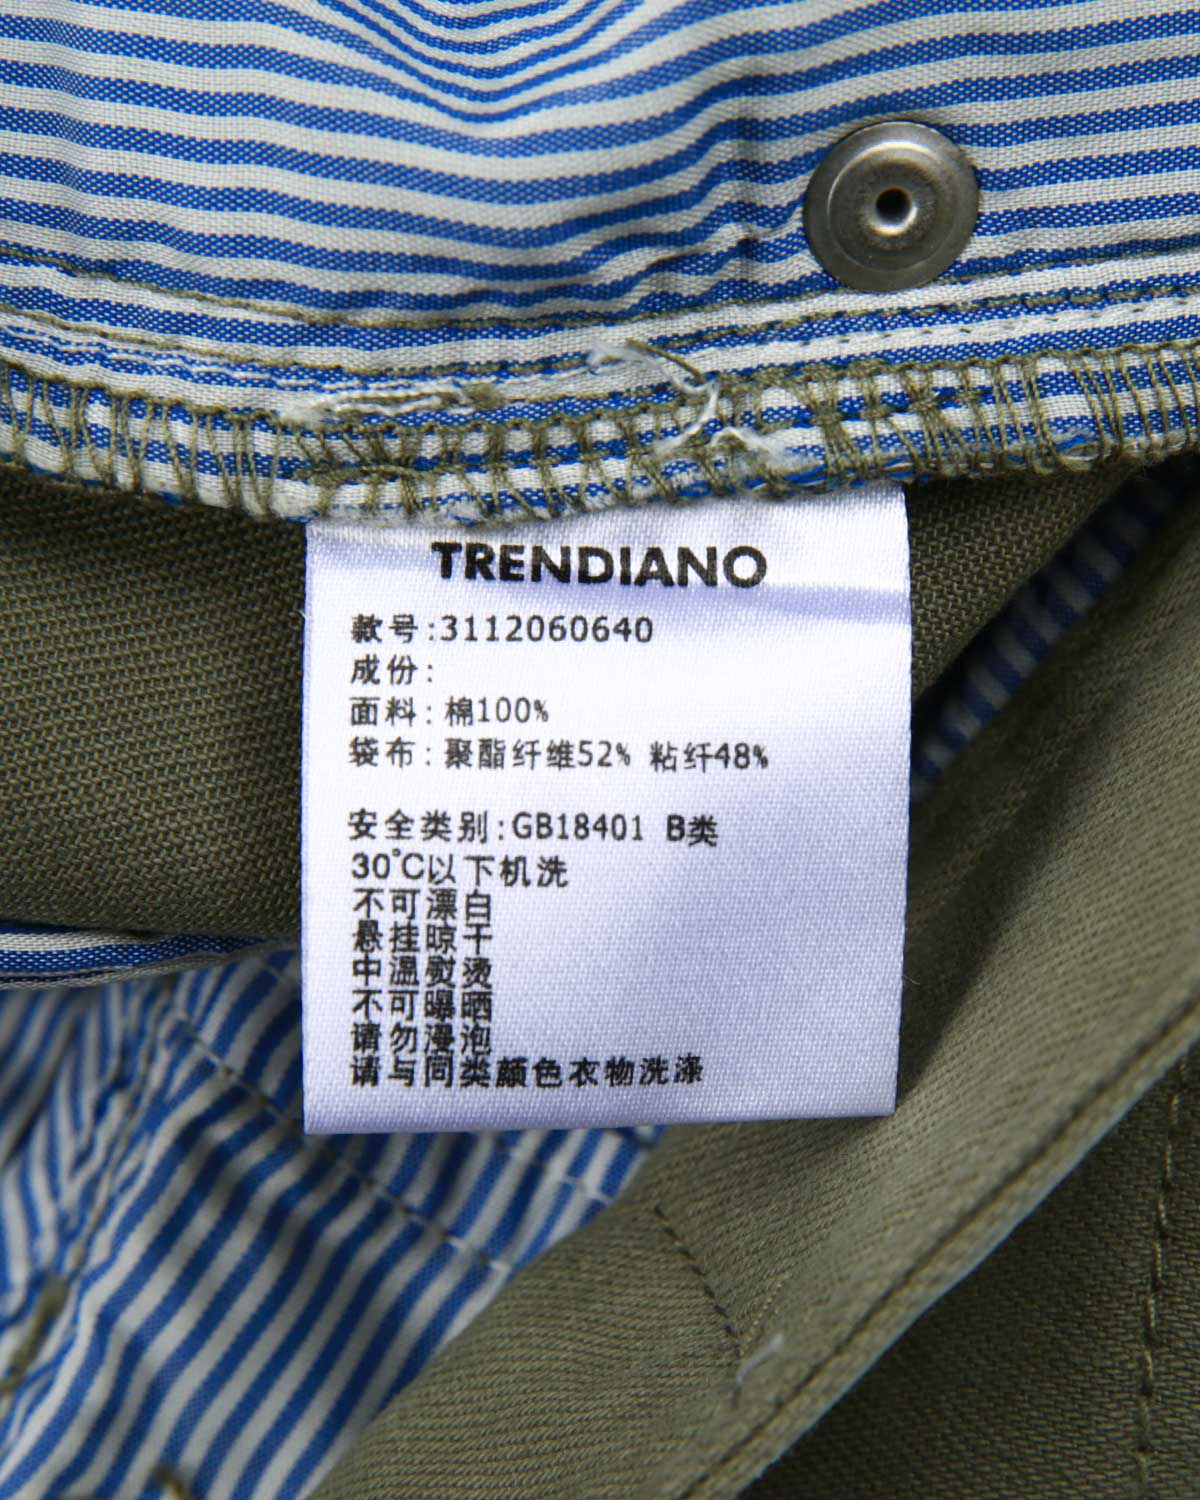 TRENDIANO
款号:3112060640
成份:
面料: 棉100%
袋布: 聚酯纤维52% 粘纤48%
安全类别:GB18401 B类
30°C以下机洗
不可漂白
悬挂晾干
中温熨烫
不可曝晒
请勿漫泡
请与同类颜色衣物洗涤